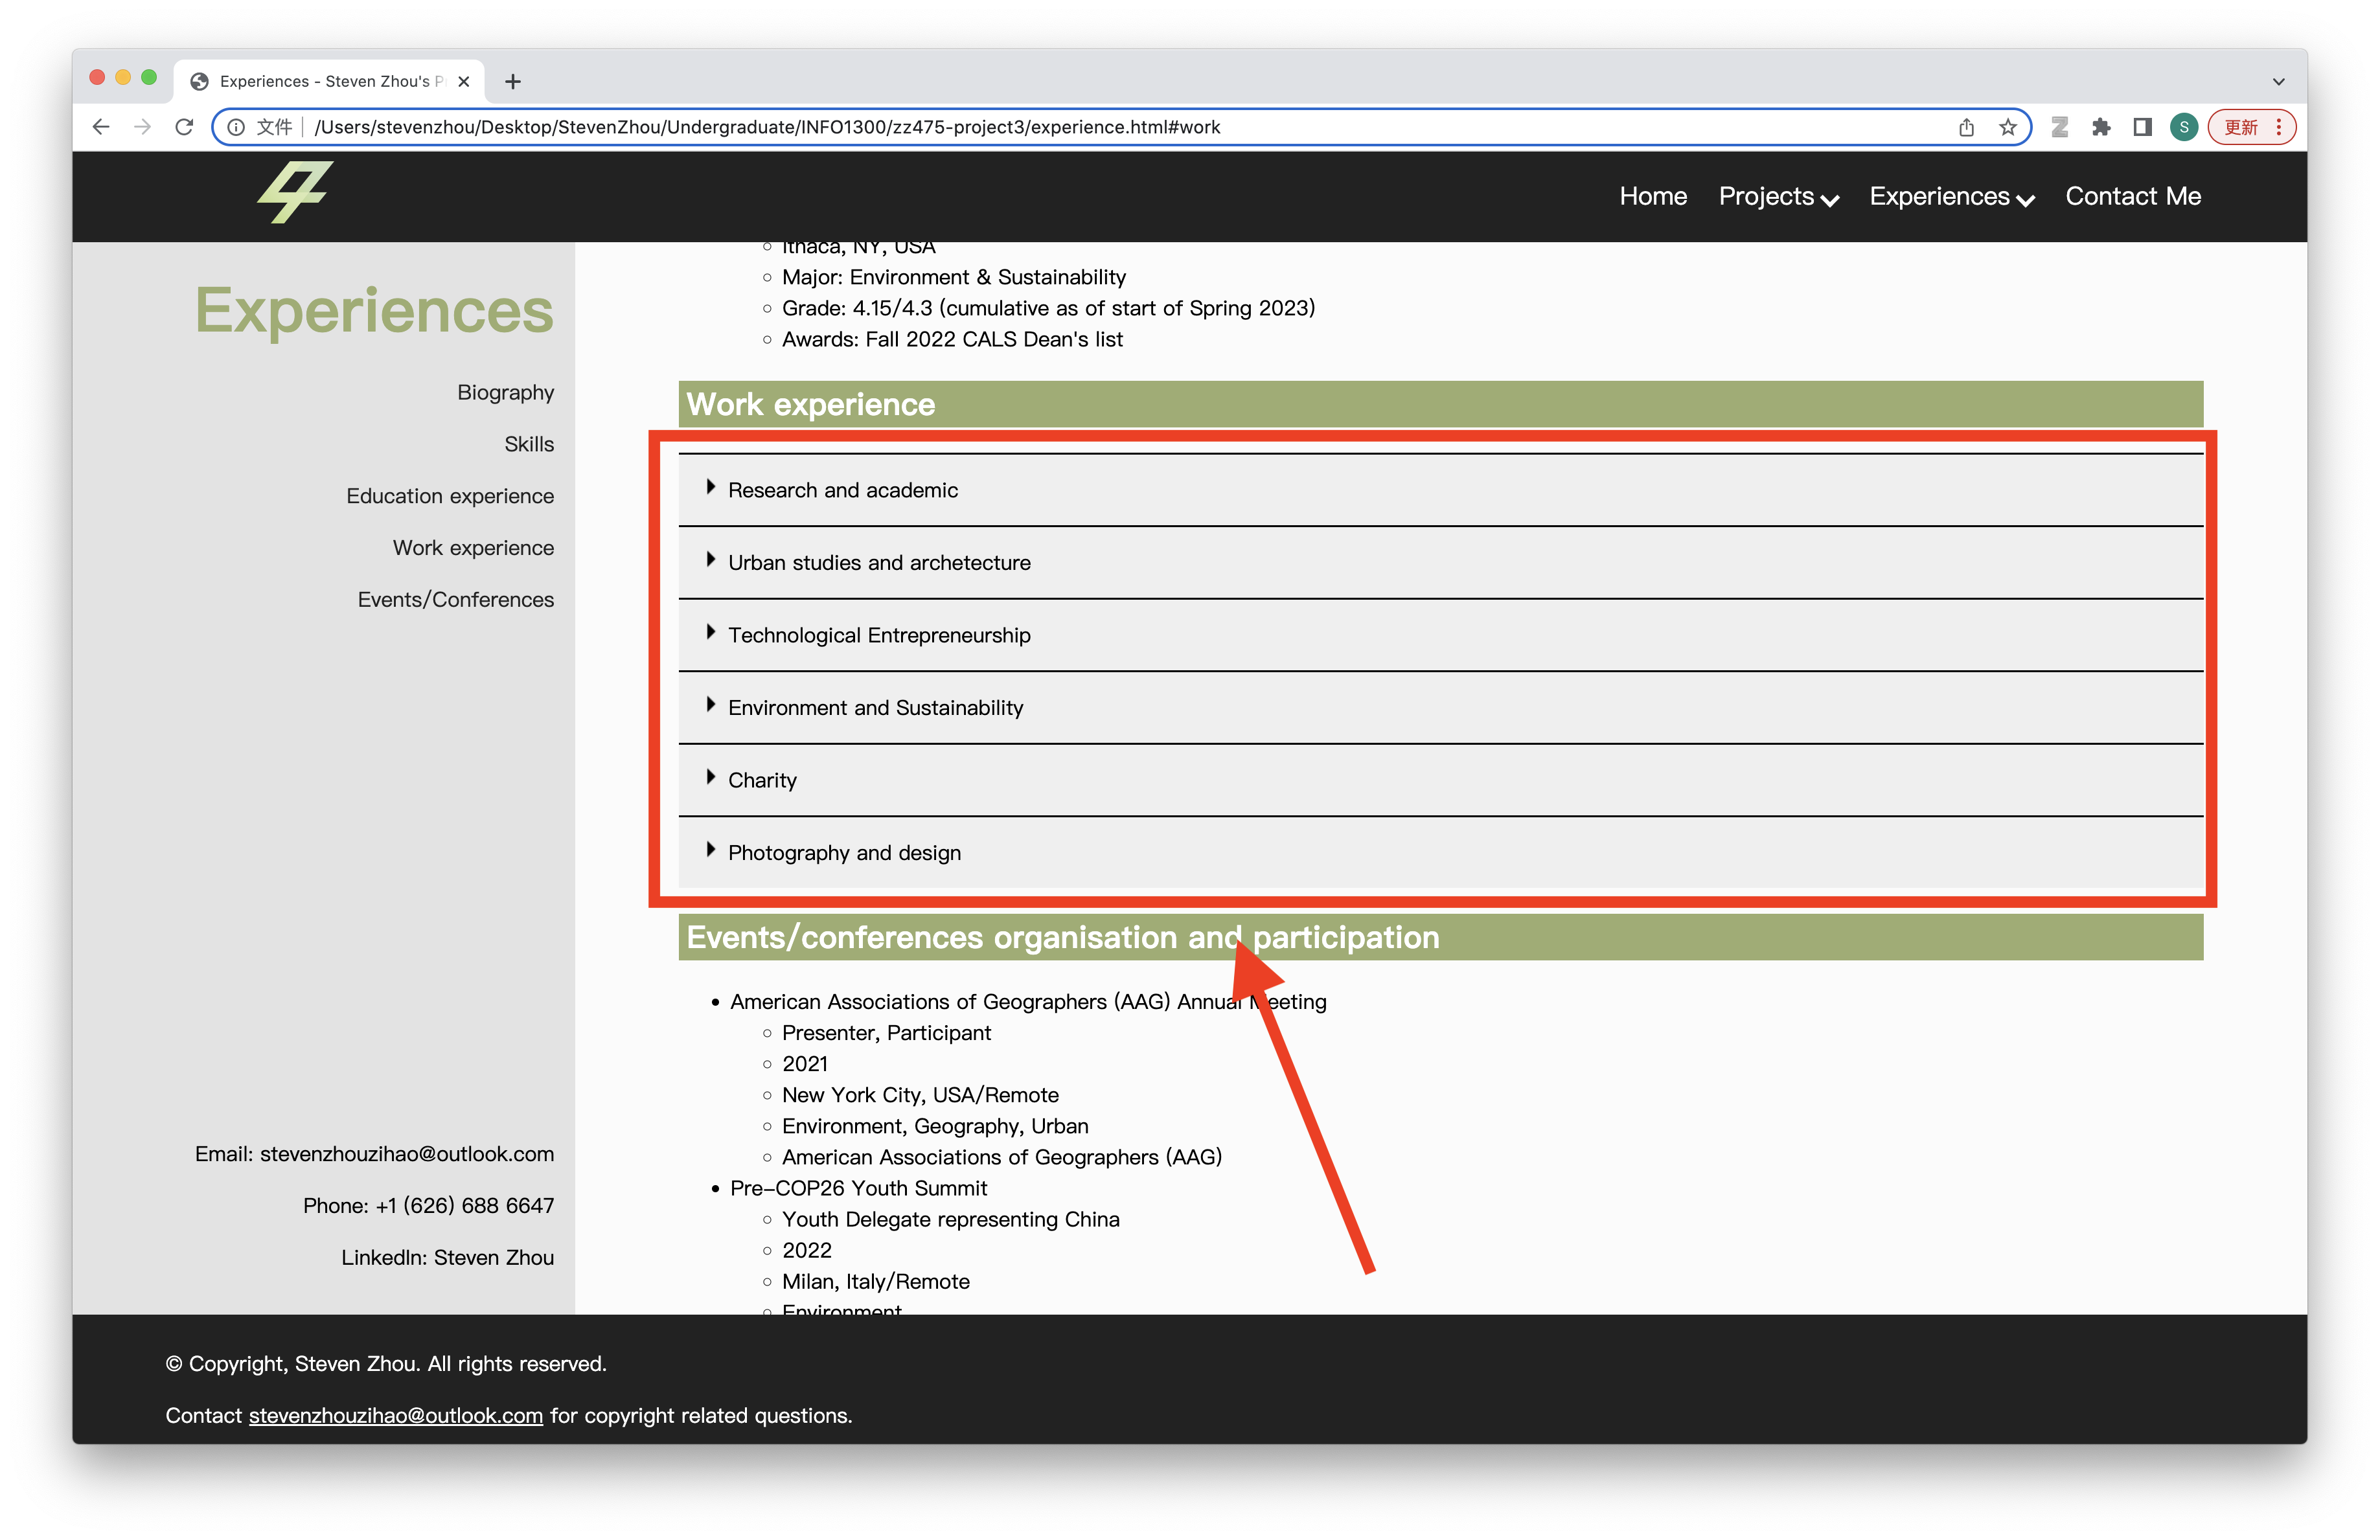 Experiences - Steven Zhou's P
文件 /Users/stevenzhou/Desktop/StevenZhou/Undergraduate/INFO1300/zz475-project3/experience.html#work
S
更新
Home Projects Experiences Contact Me
Experiences
Biography
Skills
Education experience
Work experience
Events/Conferences
Email: stevenzhouzihao@outlook.com
Phone: +1 (626) 688 6647
LinkedIn: Steven Zhou
Ithaca, NY, USA
Major: Environment & Sustainability
Grade: 4.15/4.3 (cumulative as of start of Spring 2023)
Awards: Fall 2022 CALS Dean's list
Work experience
Research and academic
Urban studies and archetecture
Technological Entrepreneurship
Environment and Sustainability
Charity
Photography and design
Events/conferences organisation and participation
American Associations of Geographers (AAG) Annual Meeting
Presenter, Participant
2021
New York City, USA/Remote
Environment, Geography, Urban
American Associations of Geographers (AAG)
Pre-COP26 Youth Summit
Youth Delegate representing China
2022
Milan, Italy/Remote
Environment
© Copyright, Steven Zhou. All rights reserved.
Contact stevenzhouzihao@outlook.com for copyright related questions.